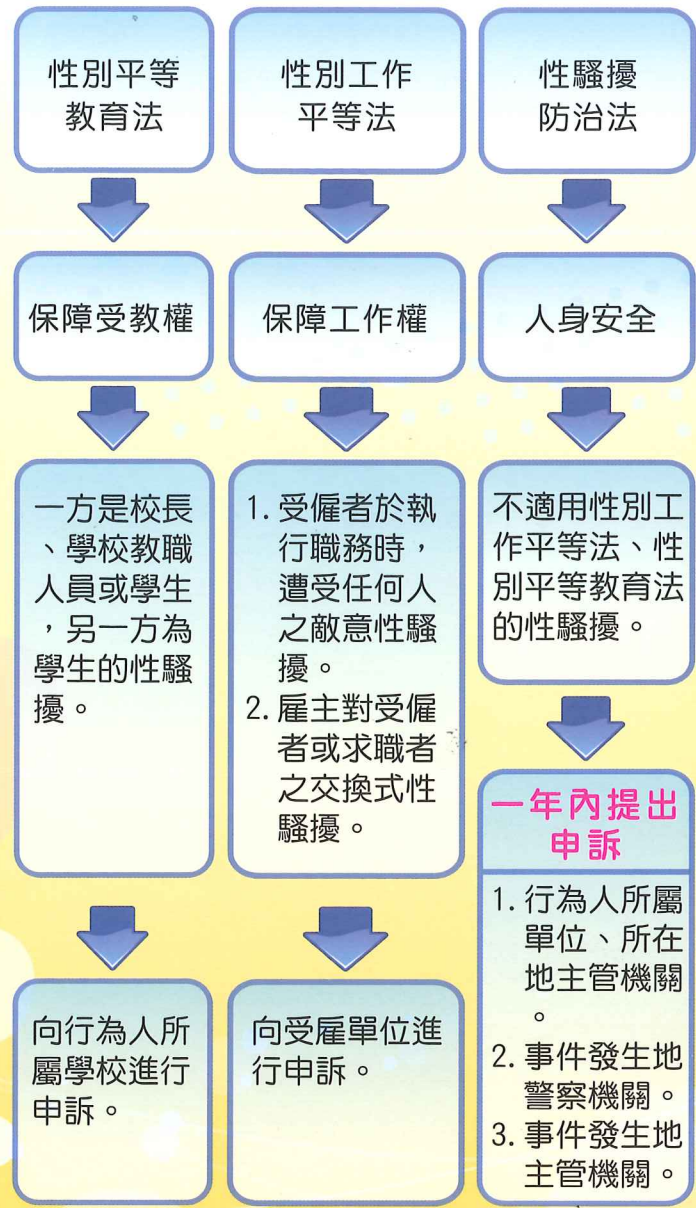 性別平等
教育法
保障受教權
一方是校長
、學校教職
人員或學生
，另一方為
學生的性騷
擾。
向行為人所
屬學校進行
申訴。
性別工作
平等法
保障工作權
1. 受僱者於執
行職務時，
遭受任何人
之敵意性騷
擾。
2. 雇主對受僱
者或求職者
之交換式性
騷擾。
向受雇單位進
行申訴。
性騷擾
防治法
人身安全
不適用性別工
作平等法、性
別平等教育法
的性騷擾。
一年內提出
申訴
1. 行為人所屬
單位、所在
地主管機關
。
2. 事件發生地
警察機關。
3. 事件發生地
主管機關。